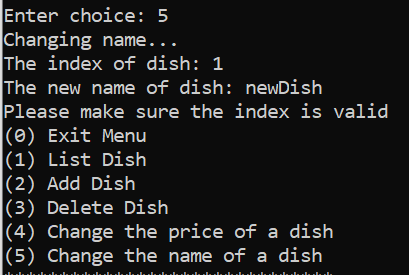 Enter choice: 5
Changing name...
The index of dish: 1
The new name of dish: newDish
Please make sure the index is valid
(0) Exit Menu
(1) List Dish
(2) Add Dish
(3) Delete Dish
(4) Change the price of a dish
(5) Change the name of a dish